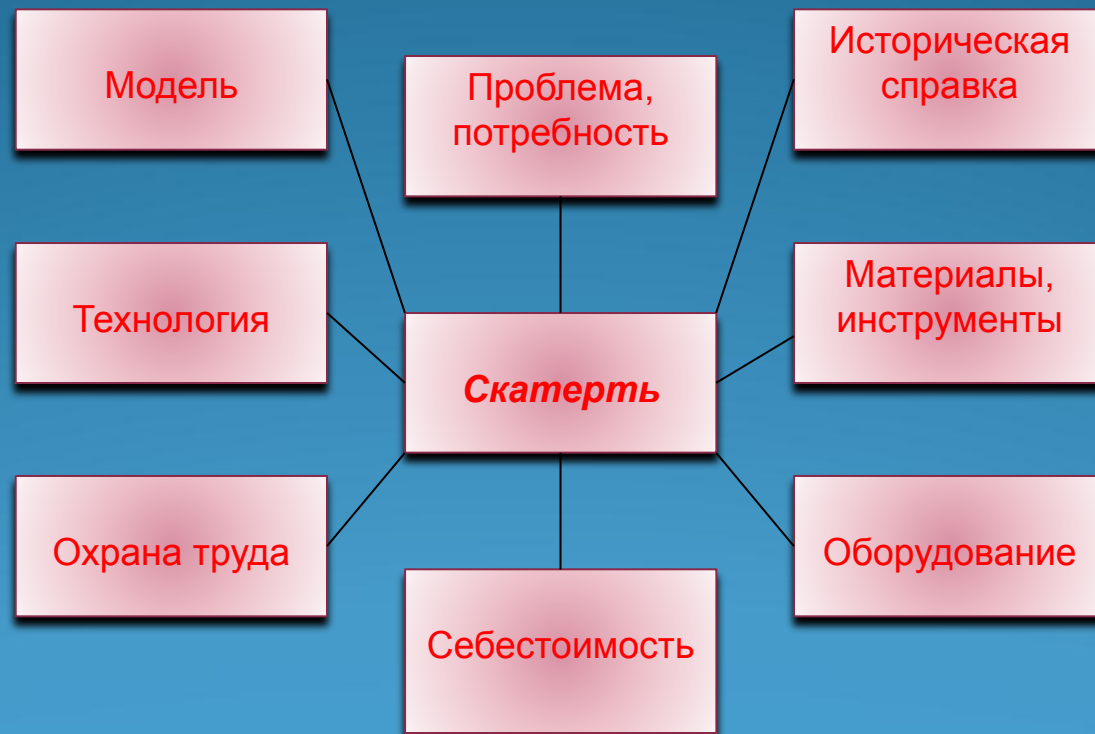 Модель
Проблема,
потребность
Историческая
справка
Технология
Скатерть
Материалы,
инструменты
Охрана труда
Себестоимость
Оборудование